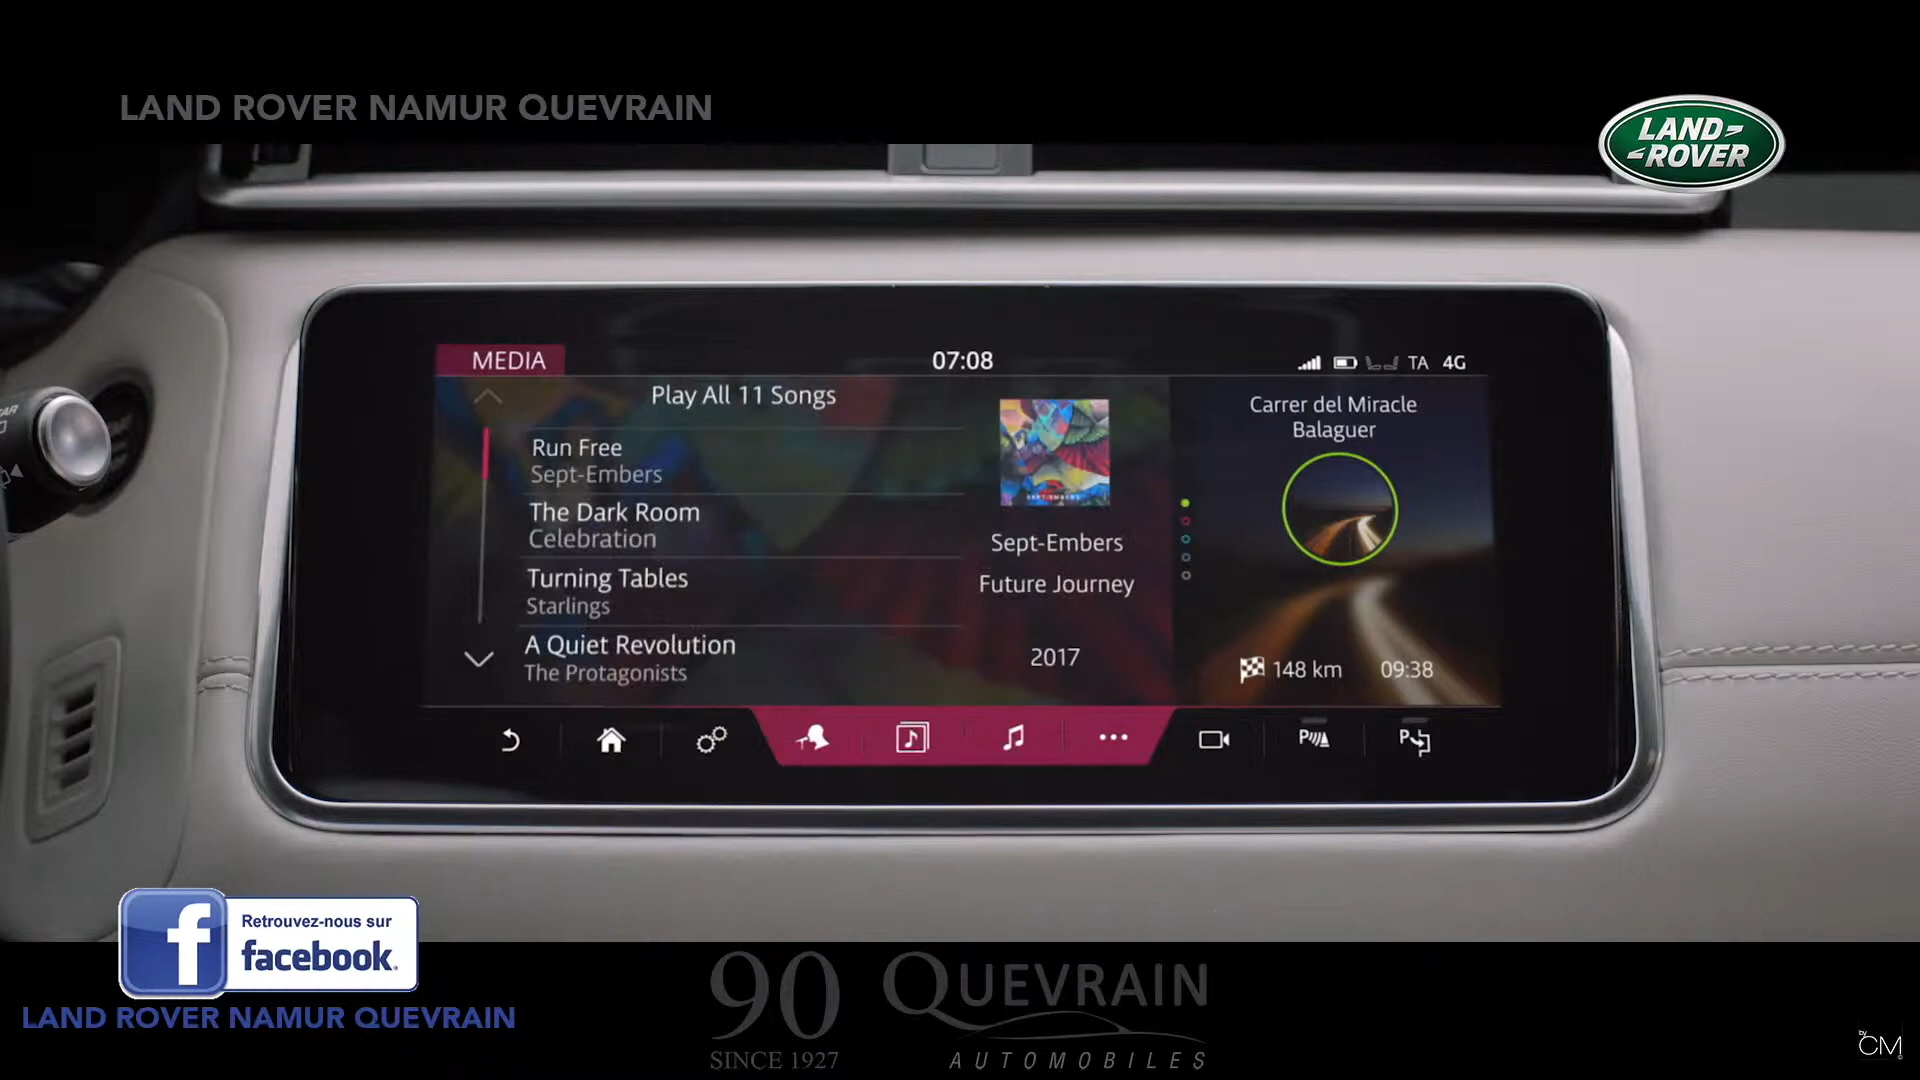 LAND ROVER NAMUR QUEVRAIN
LAND-
-ROVER
MEDIA
07:08
TA 4G
Play All 11 Songs
Run Free
Sept-Embers
The Dark Room
Celebration
Turning Tables
Starlings
A Quiet Revolution
The Protagonists
SEPT-EMBERS
Sept-Embers
Future Journey
2017
Carrer del Miracle
Balaguer
148 km
09:38
Retrouvez-nous sur
facebook.
LAND ROVER NAMUR QUEVRAIN
90
SINCE 1927
QUEVRAIN
AUTOMOBILES
by
CM